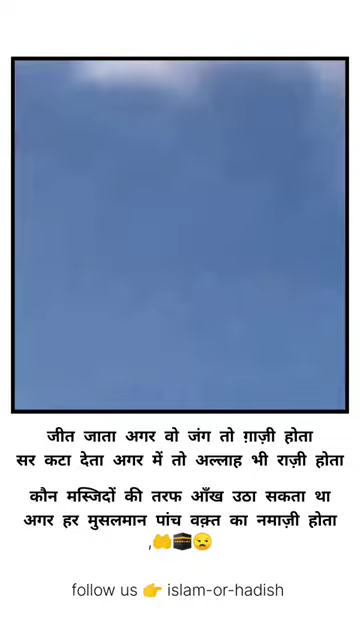 जीत जाता अगर वो जंग तो ग़ाज़ी होता
सर कटा देता अगर में तो अल्लाह भी राज़ी होता
कौन मस्जिदों की तरफ आँख उठा सकता था
अगर हर मुसलमान पांच वक़्त का नमाज़ी होता
,🤲🕋😒
follow us 👉 islam-or-hadish